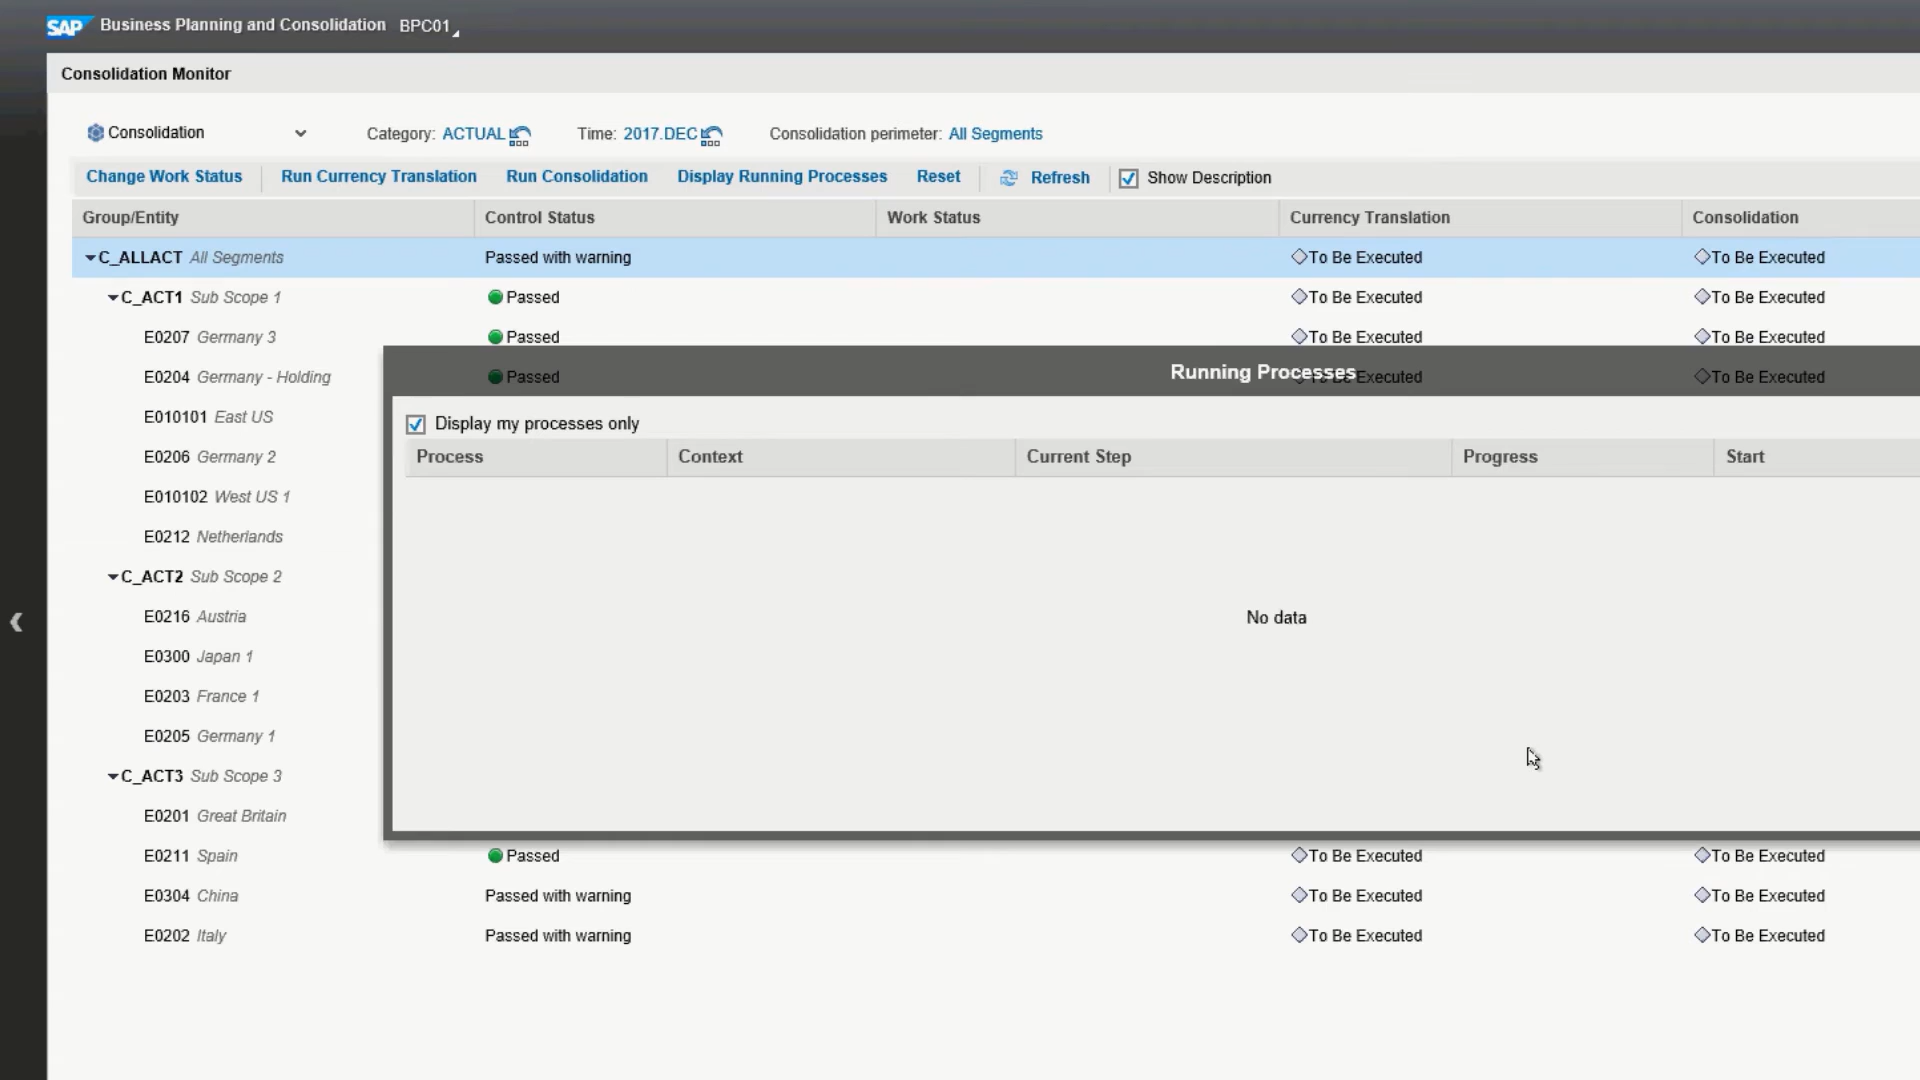 SAP Business Planning and Consolidation BPC01
Consolidation Monitor
Consolidation Category: ACTUAL Time: 2017.DEC Consolidation perimeter: All Segments
Change Work Status Run Currency Translation Run Consolidation Display Running Processes Reset Refresh Show Description
Group/Entity Control Status Work Status Currency Translation Consolidation
C_ALLACT All Segments Passed with warning To Be Executed To Be Executed
C_ACT1 Sub Scope 1 Passed To Be Executed To Be Executed
E0207 Germany 3 Passed To Be Executed To Be Executed
E0204 Germany - Holding Passed Executed To Be Executed
Running Processes
E010101 East US
Display my processes only
E0206 Germany 2
Process Context Current Step Progress Start
E010102 West US 1
E0212 Netherlands
C_ACT2 Sub Scope 2
E0216 Austria
No data
E0300 Japan 1
E0203 France 1
E0205 Germany 1
C_ACT3 Sub Scope 3
E0201 Great Britain
E0211 Spain Passed To Be Executed To Be Executed
E0304 China Passed with warning To Be Executed To Be Executed
E0202 Italy Passed with warning To Be Executed To Be Executed